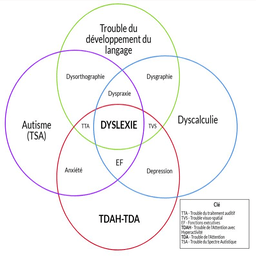 Trouble du
développement du
langage
Dysorthographie
Dysgraphie
Dyspraxie
Autisme
(TSA)
TTA
DYSLEXIE
TVS
Dyscalculie
EF
Anxiété
Depression
TDAH-TDA
Clé
TTA - Trouble du traitement auditif
TVS - Trouble visuo-spatial
EF - Fonctions exécutives
TDAH - Trouble de l'Attention avec
Hyperactivité
TDA - Trouble de l'Attention
TSA - Trouble du Spectre Autistique